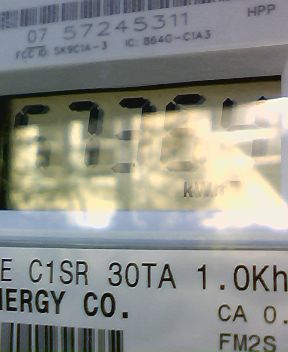 HPP
07 57245311
FCC ID: SK9C1A-3 IC: 864G-C1A3
kWh
E C1SR 30TA 1.0Kh
NERGY CO.
CA 0.
FM2S